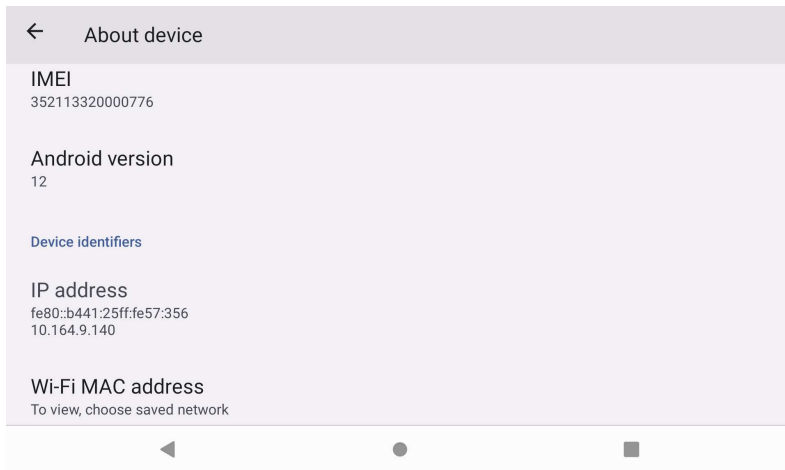 About device
IMEI
352113320000776
Android version
12
Device identifiers
IP address
fe80::b441:25ff:fe57:356
10.164.9.140
Wi-Fi MAC address
To view, choose saved network